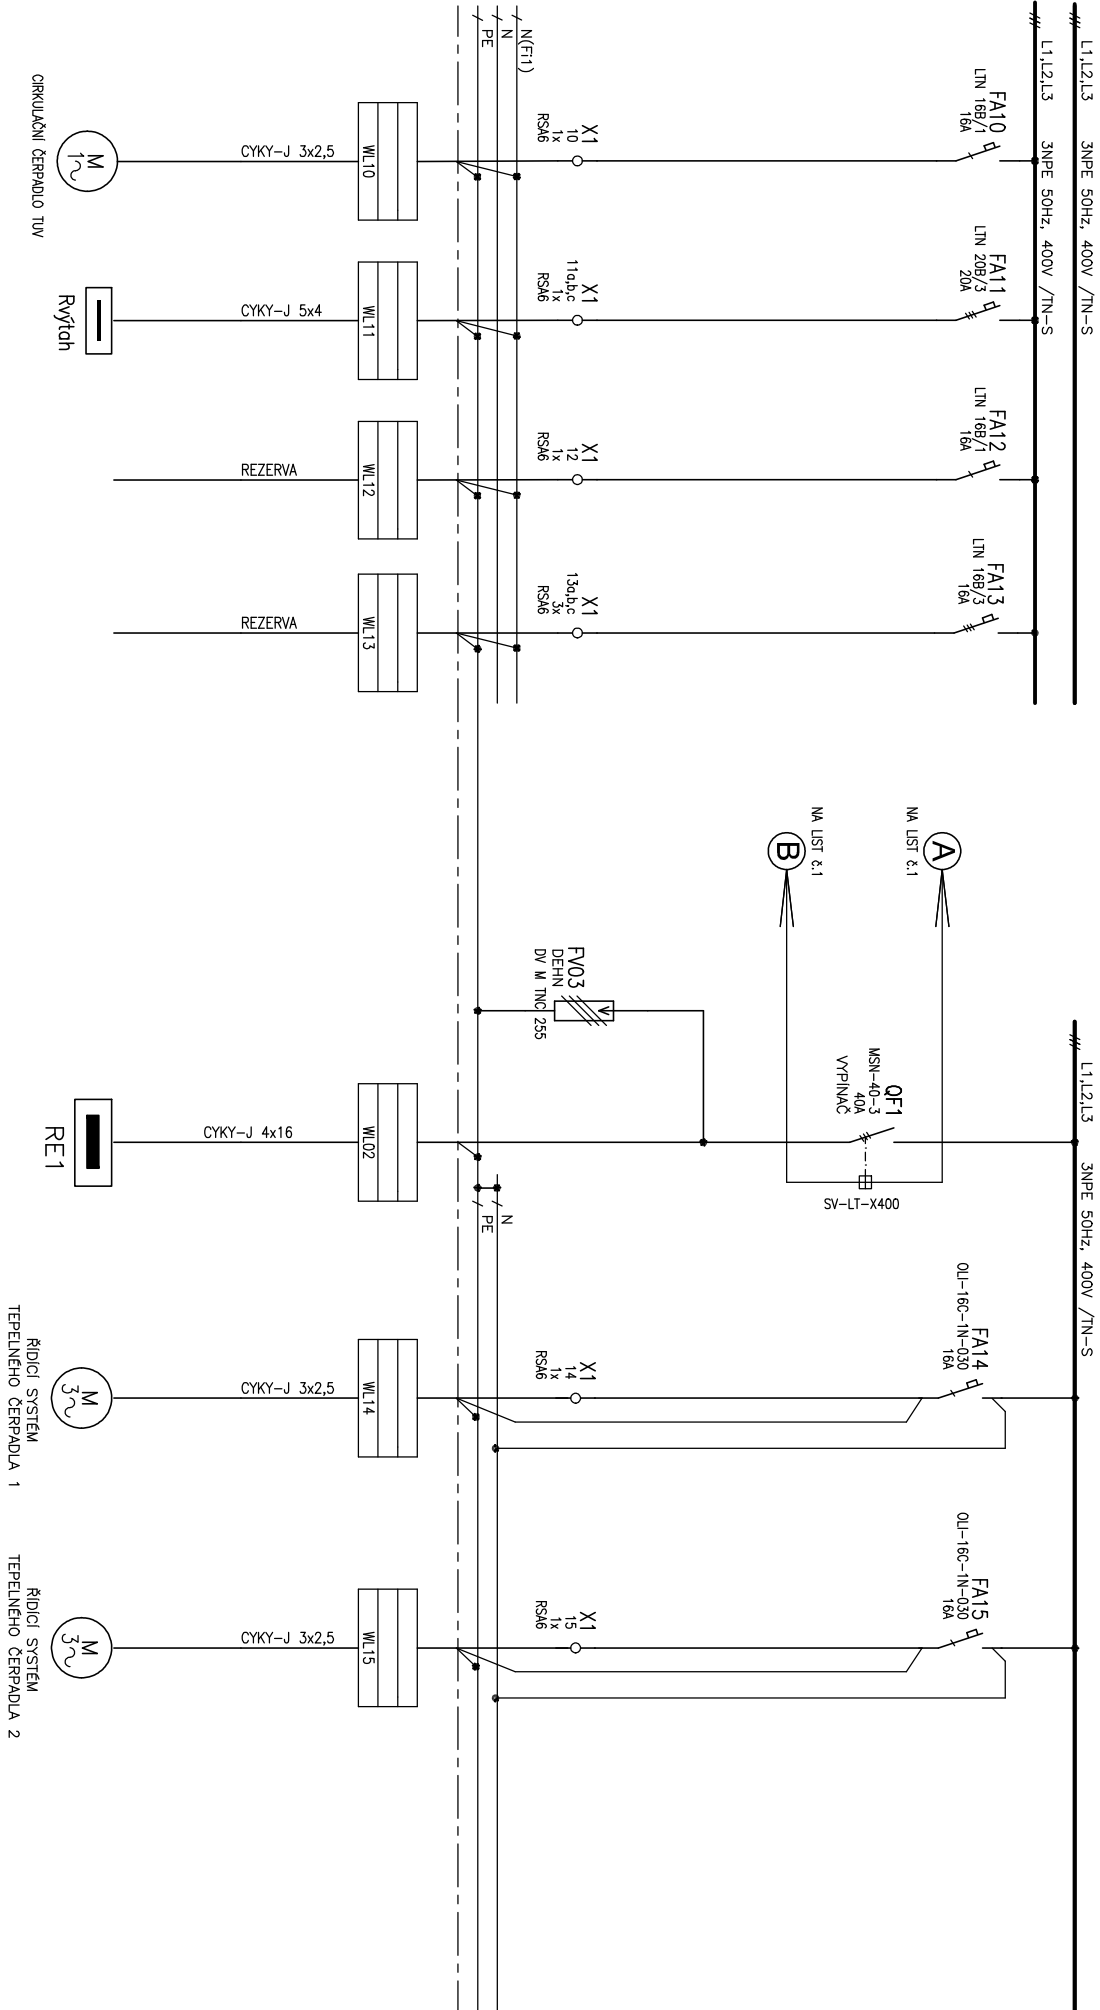 L1,L2,L3 3NPE 50Hz, 400V /TN-S
L1,L2,L3 3NPE 50Hz, 400V /TN-S
FA10
LTN 16B/1
16A
FA11
LTN 20B/3
20A
FA12
LTN 16B/1
16A
FA13
LTN 16B/3
16A
X1
10
1x
RSA6
X1
11a,b,c
1x
RSA6
X1
12
1x
RSA6
X1
13a,b,c
3x
RSA6
N(Fi1)
N
PE
WL10
WL11
WL12
WL13
CYKY-J 3x2,5
CYKY-J 5x4
REZERVA
REZERVA
M
1~
CIRKULAČNÍ ČERPADLO TUV
Rvýtah
L1,L2,L3 3NPE 50Hz, 400V /TN-S
A
NA LIST č.1
B
NA LIST č.1
QF1
MSN-40-3
40A
VYPÍNAČ
SV-LT-X400
FV03
DEHN
DV M TNC 255
N
PE
WL02
CYKY-J 4x16
RE1
FA14
OLI-16C-1N-030
16A
FA15
OLI-16C-1N-030
16A
X1
14
1x
RSA6
X1
15
1x
RSA6
WL14
WL15
CYKY-J 3x2,5
CYKY-J 3x2,5
M
3~
M
3~
ŘÍDÍCÍ SYSTÉM
TEPELNÉHO ČERPADLA 1
ŘÍDÍCÍ SYSTÉM
TEPELNÉHO ČERPADLA 2